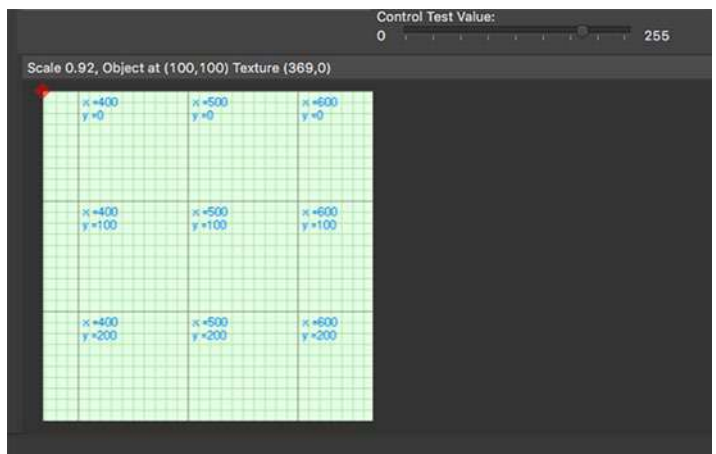 Control Test Value:
0 255
Scale 0.92, Object at (100,100) Texture (369,0)
x =400 x =500 x =600
y =0 y =0 y =0
x =400 x =500 x =600
y =100 y =100 y =100
x =400 x =500 x =600
y =200 y =200 y =200